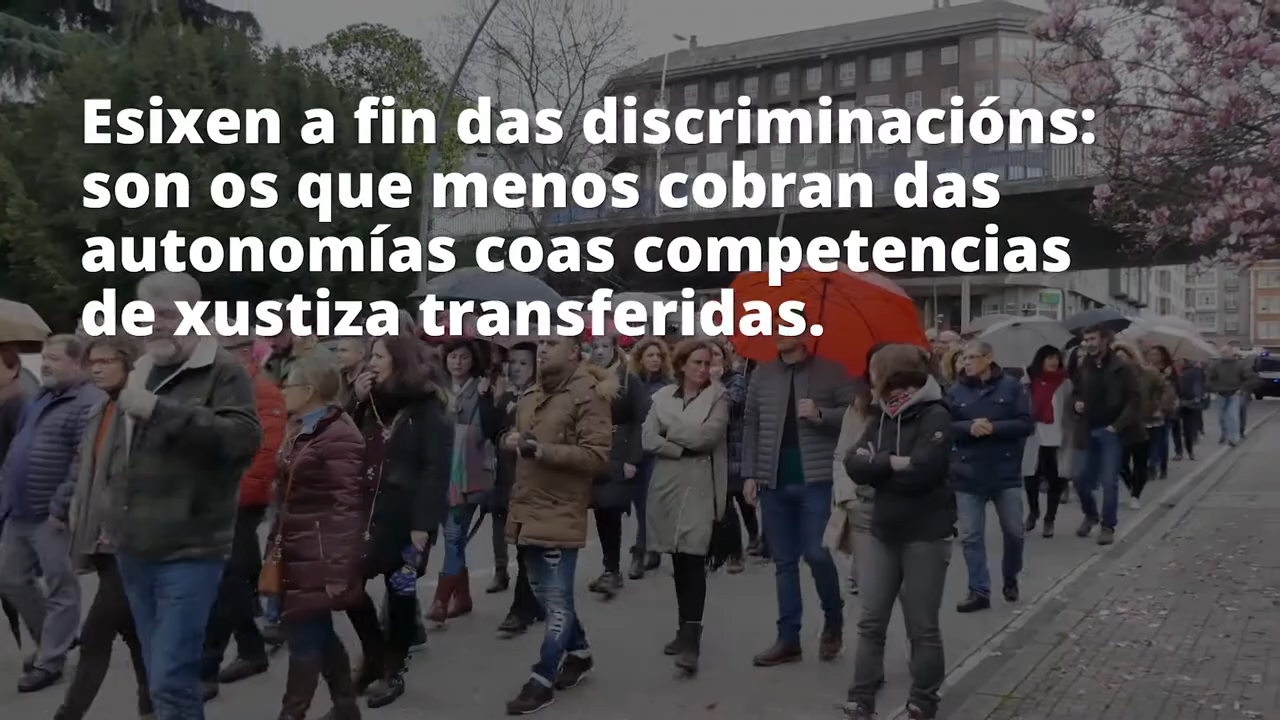 Esixen a fin das discriminacións:
son os que menos cobran das
autonomías coas competencias
de xustiza transferidas.